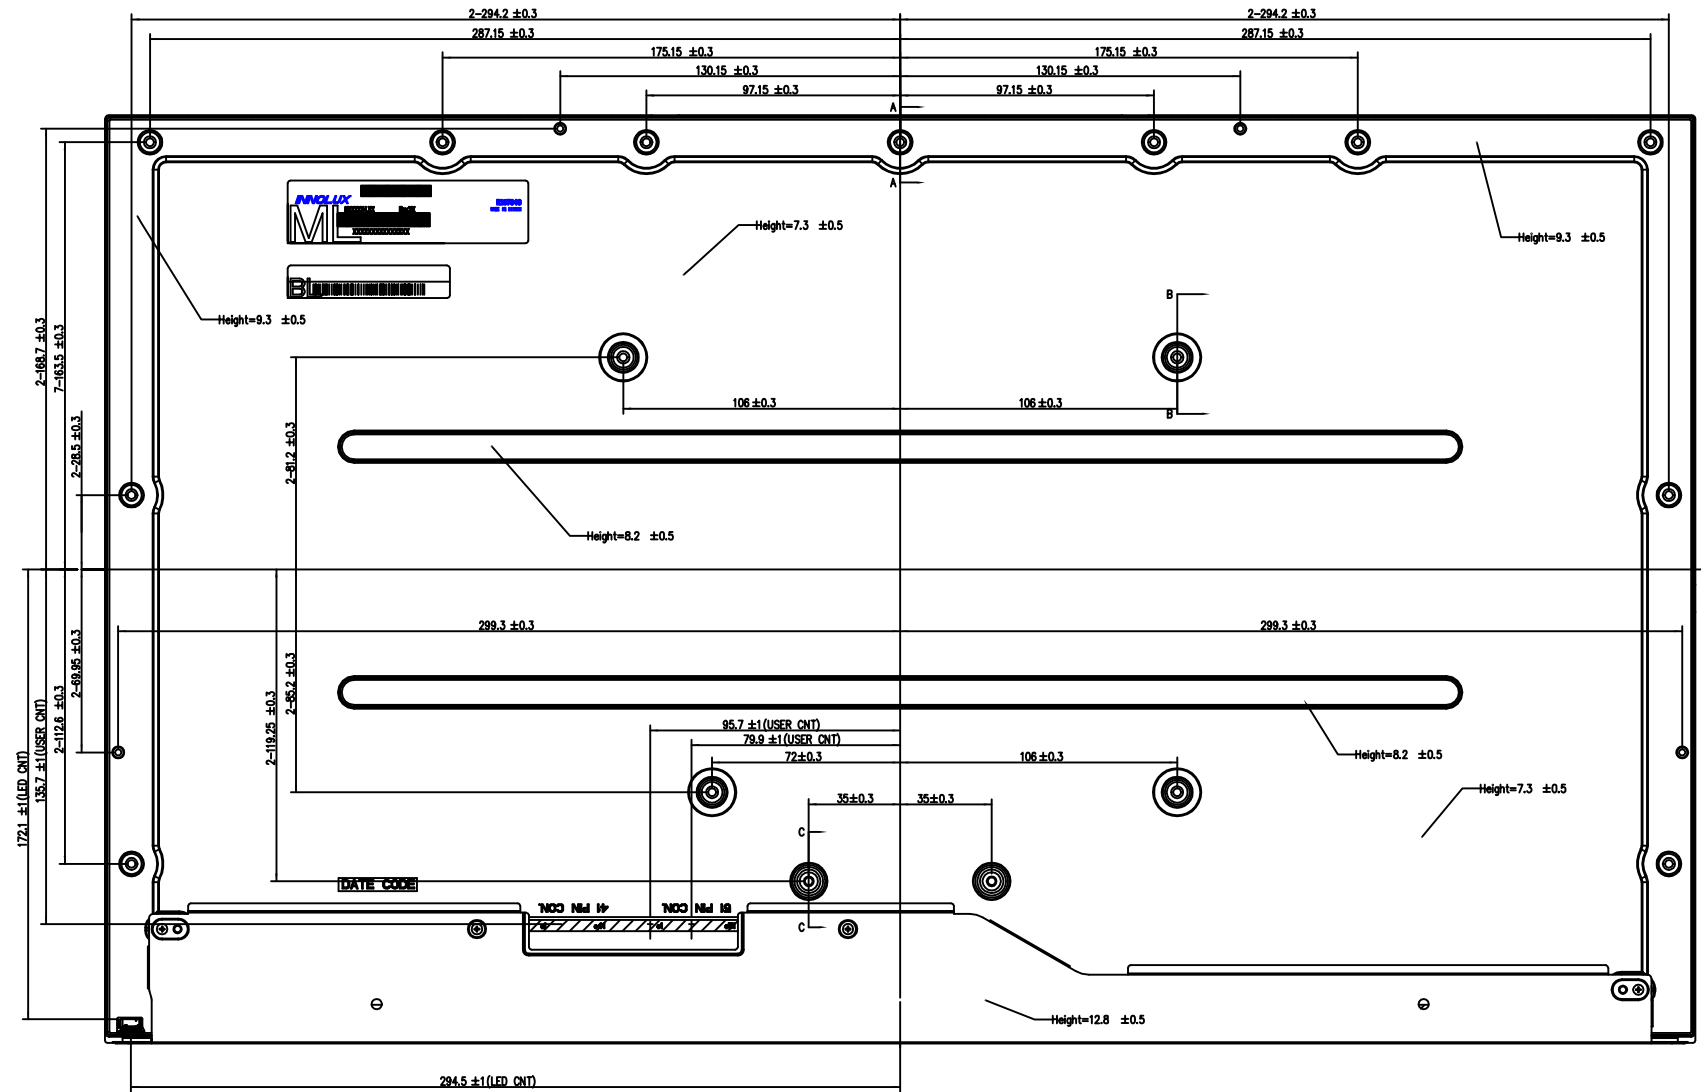 2-294.2 ±0.3
2-294.2 ±0.3
287.15 ±0.3
287.15 ±0.3
175.15 ±0.3
175.15 ±0.3
130.15 ±0.3
130.15 ±0.3
97.15 ±0.3
97.15 ±0.3
A
A
INNOLUX
ML
BL
Height=7.3 ±0.5
Height=9.3 ±0.5
Height=9.3 ±0.5
B
B
2-168.7 ±0.3
7-163.5 ±0.3
2-28.5 ±0.3
2-81.2 ±0.3
106 ±0.3
106 ±0.3
Height=8.2 ±0.5
299.3 ±0.3
299.3 ±0.3
2-69.95 ±0.3
2-112.6 ±0.3
135.7 ±1(USER CNT)
172.1 ±1(LED CNT)
2-119.25 ±0.3
2-85.2 ±0.3
95.7 ±1(USER CNT)
79.9 ±1(USER CNT)
72±0.3
106 ±0.3
Height=8.2 ±0.5
Height=7.3 ±0.5
35±0.3
35±0.3
C
C
DATE CODE
51 PIN CON.
41 PIN CON.
Height=12.8 ±0.5
294.5 ±1(LED CNT)